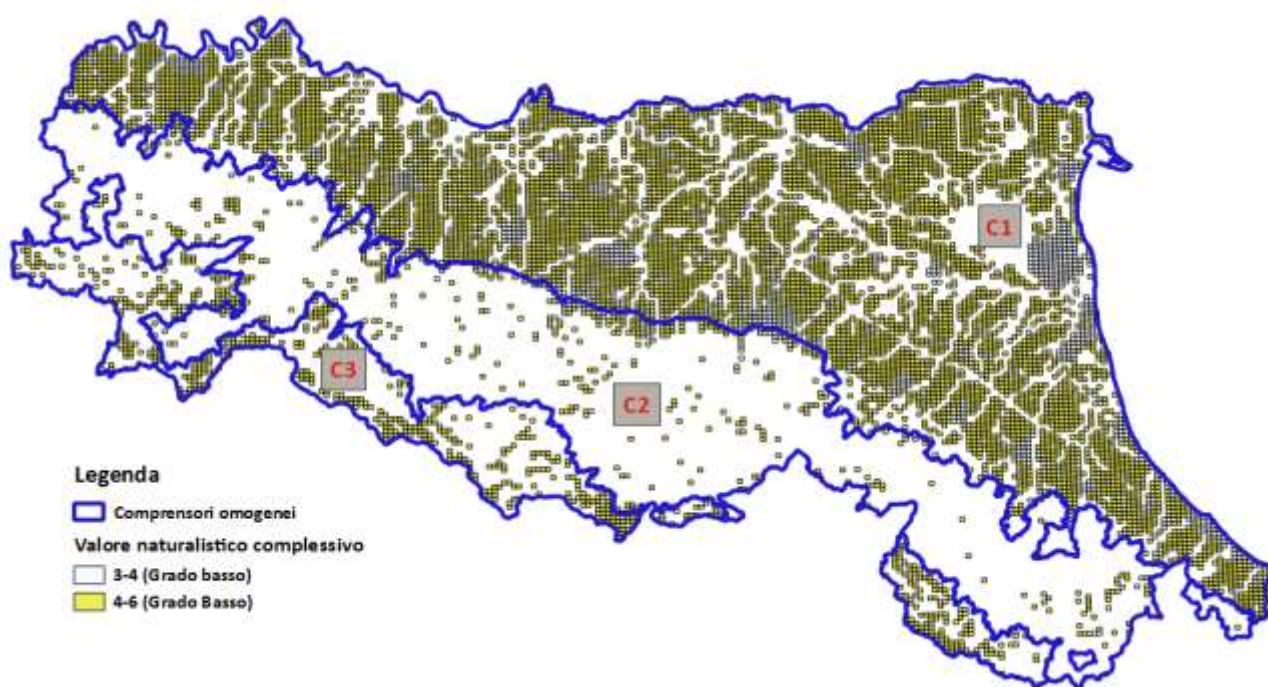 C1
C3
C2
Legenda
Comprensori omogenei
Valore naturalistico complessivo
3-4 (Grado basso)
4-6 (Grado Basso)